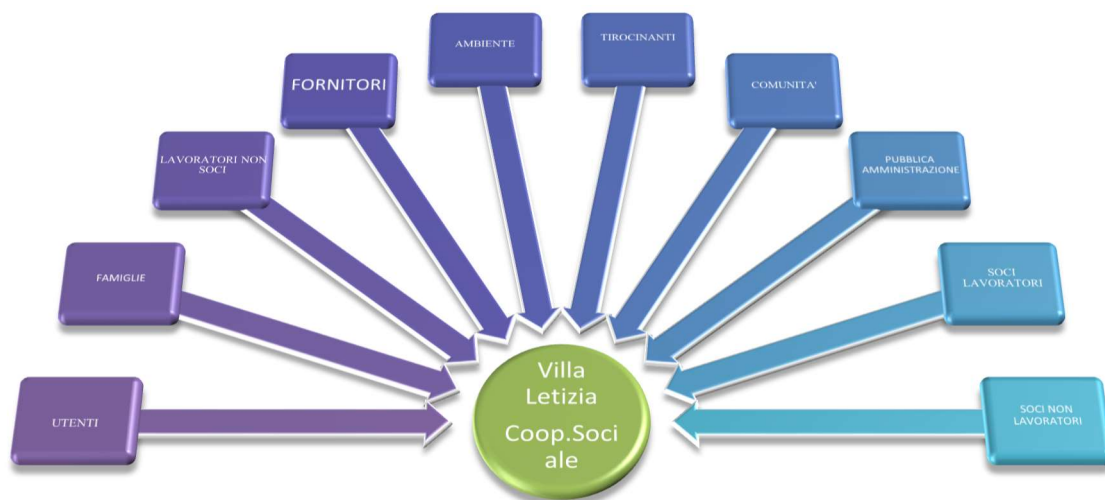 AMBIENTE
TIROCINANTI
FORNITORI
COMUNITA'
LAVORATORI NON
SOCI
PUBBLICA
AMMINISTRAZIONE
FAMIGLIE
SOCI
LAVORATORI
UTENTI
SOCI NON
LAVORATORI
Villa
Letizia
Coop.Soci
ale